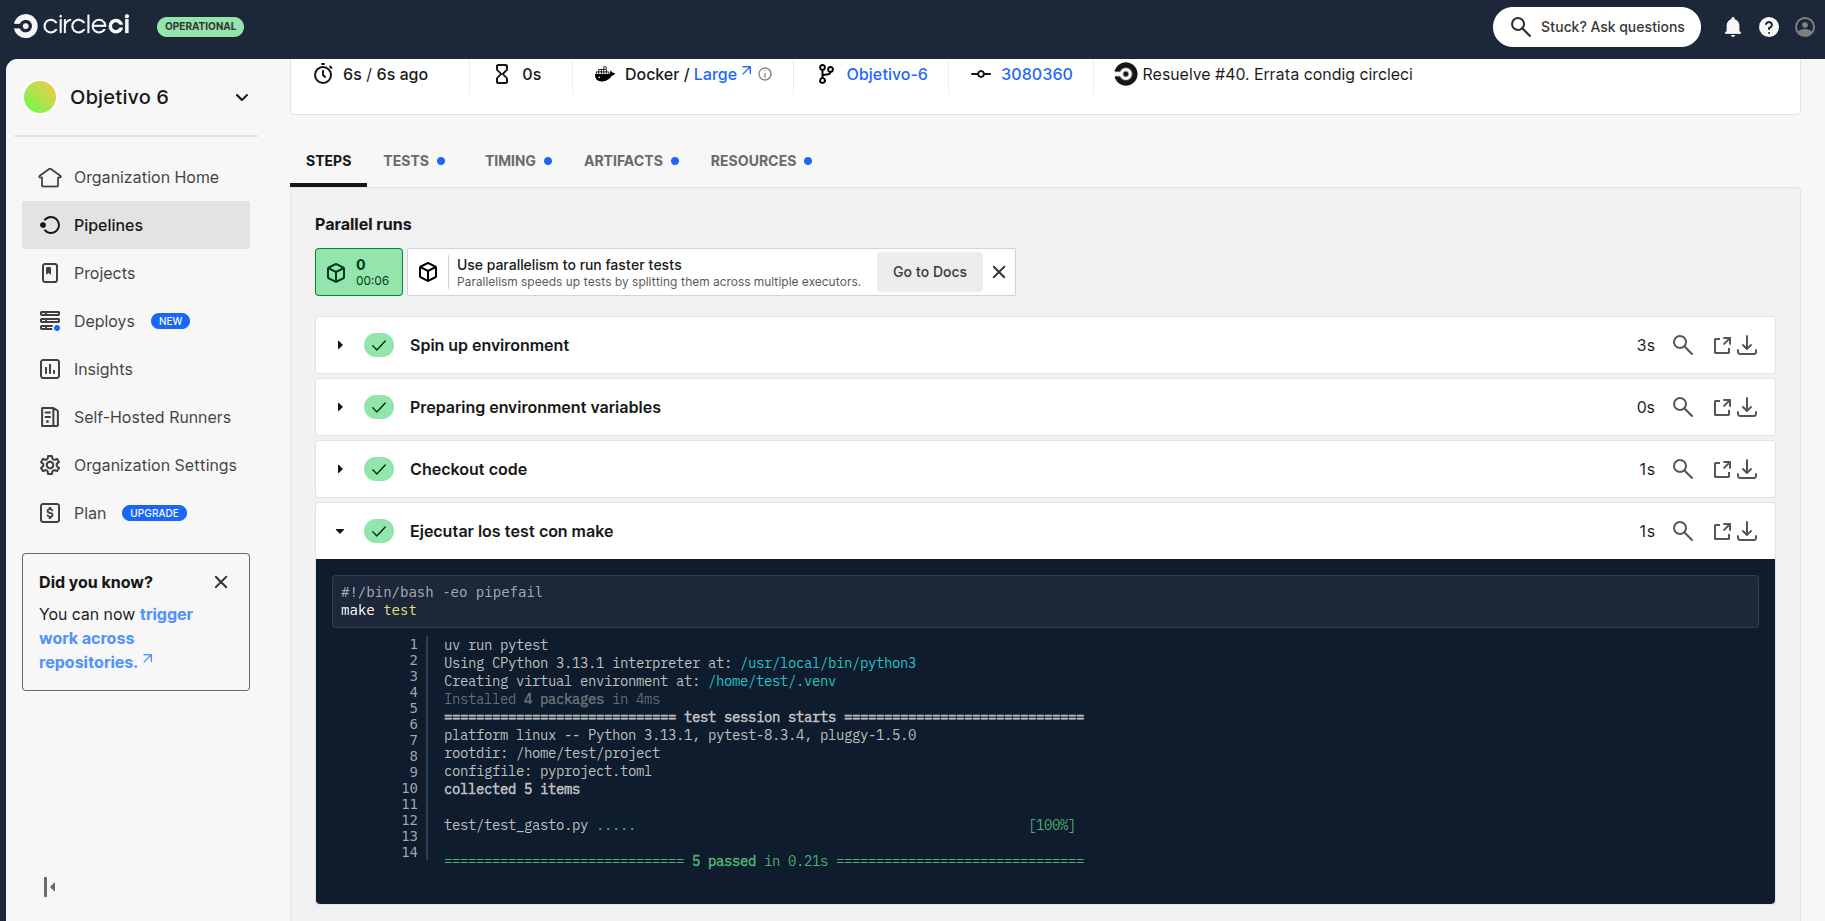 circleci
OPERATIONAL
Stuck? Ask questions
Objetivo 6
6s / 6s ago
0s
Docker / Large
Objetivo-6
3080360
Resuelve #40. Errata condig circleci
Organization Home
Pipelines
Projects
Deploys NEW
Insights
Self-Hosted Runners
Organization Settings
Plan UPGRADE
Did you know?
You can now trigger
work across
repositories.
STEPS
TESTS
TIMING
ARTIFACTS
RESOURCES
Parallel runs
0
00:06
Use parallelism to run faster tests
Parallelism speeds up tests by splitting them across multiple executors.
Go to Docs
Spin up environment 3s
Preparing environment variables 0s
Checkout code 1s
Ejecutar los test con make 1s
#!/bin/bash -eo pipefail
make test
1 uv run pytest
2 Using CPython 3.13.1 interpreter at: /usr/local/bin/python3
3 Creating virtual environment at: /home/test/.venv
4 Installed 4 packages in 4ms
5 ============================= test session starts ==============================
6 platform linux -- Python 3.13.1, pytest-8.3.4, pluggy-1.5.0
7 rootdir: /home/test/project
8 configfile: pyproject.toml
9 collected 5 items
10
11 test/test_gasto.py ..... [100%]
12
13 ============================== 5 passed in 0.21s ===============================
14